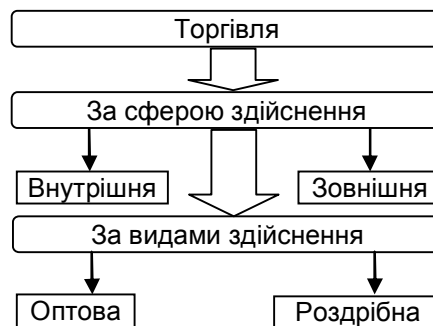 Торгівля
За сферою здійснення
Внутрішня Зовнішня
За видами здійснення
Оптова Роздрібна